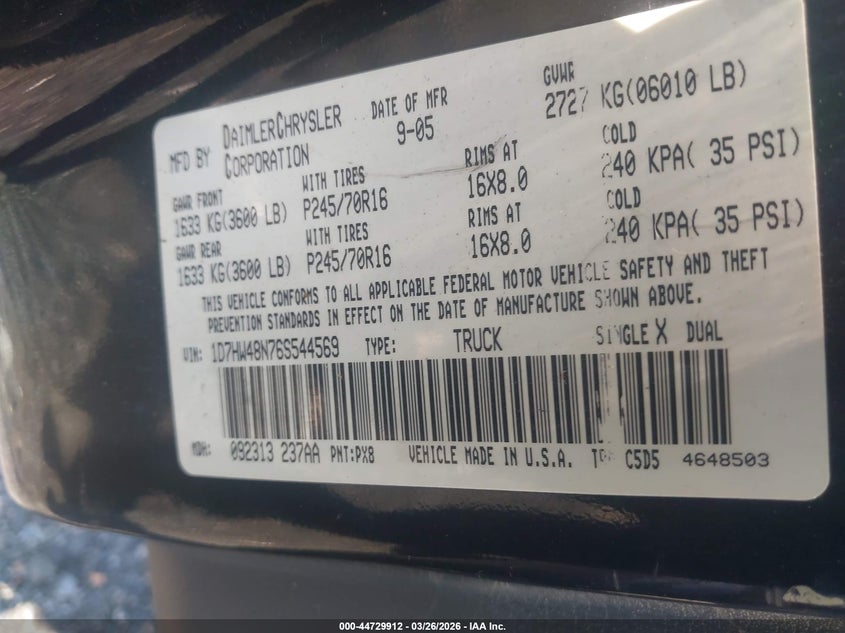 MFD BY DAIMLERCHRYSLER CORPORATION DATE OF MFR 9-05 GVWR 2727 KG(06010 LB)
GAWR FRONT WITH TIRES RIMS AT COLD
1633 KG(3600 LB) P245/70R16 16X8.0 240 KPA( 35 PSI)
GAWR REAR WITH TIRES RIMS AT COLD
1633 KG(3600 LB) P245/70R16 16X8.0 240 KPA( 35 PSI)
THIS VEHICLE CONFORMS TO ALL APPLICABLE FEDERAL MOTOR VEHICLE SAFETY AND THEFT
PREVENTION STANDARDS IN EFFECT ON THE DATE OF MANUFACTURE SHOWN ABOVE.
VIN: 1D7HW48N76S544569 TYPE: TRUCK SINGLE X DUAL
MDH: 092313 237AA PNT:PX8 VEHICLE MADE IN U.S.A. C5D5 4648503
000-44729912 | 03/26/2026 | IAA Inc.